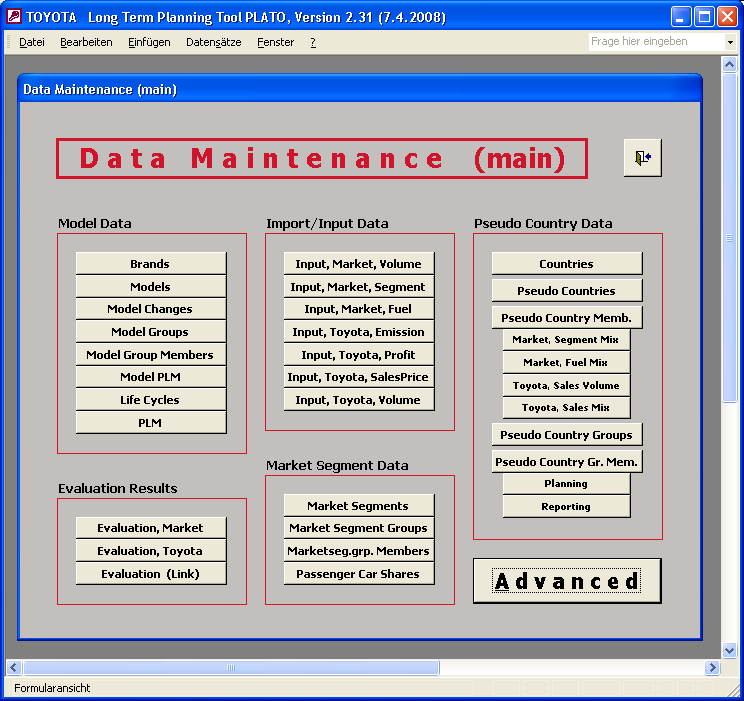 TOYOTA   Long Term Planning Tool PLATO, Version 2.31 (7.4.2008)
Datei Bearbeiten Einfügen Datensätze Fenster ? Frage hier eingeben
Data Maintenance (main)
Data Maintenance (main)
Model Data
Brands
Models
Model Changes
Model Groups
Model Group Members
Model PLM
Life Cycles
PLM
Evaluation Results
Evaluation, Market
Evaluation, Toyota
Evaluation (Link)
Import/Input Data
Input, Market, Volume
Input, Market, Segment
Input, Market, Fuel
Input, Toyota, Emission
Input, Toyota, Profit
Input, Toyota, SalesPrice
Input, Toyota, Volume
Market Segment Data
Market Segments
Market Segment Groups
Marketseg.grp. Members
Passenger Car Shares
Pseudo Country Data
Countries
Pseudo Countries
Pseudo Country Memb.
Market, Segment Mix
Market, Fuel Mix
Toyota, Sales Volume
Toyota, Sales Mix
Pseudo Country Groups
Pseudo Country Gr. Mem.
Planning
Reporting
Advanced
Formularansicht